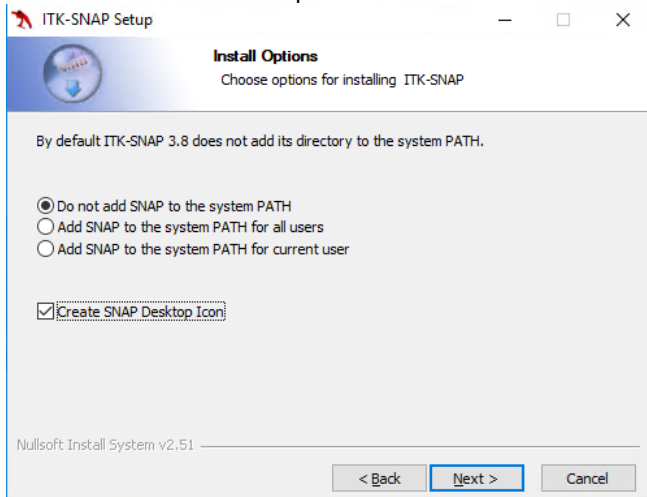 ITK-SNAP Setup
Install Options
Choose options for installing ITK-SNAP
By default ITK-SNAP 3.8 does not add its directory to the system PATH.
Do not add SNAP to the system PATH
Add SNAP to the system PATH for all users
Add SNAP to the system PATH for current user
Create SNAP Desktop Icon
Nullsoft Install System v2.51
< Back Next > Cancel